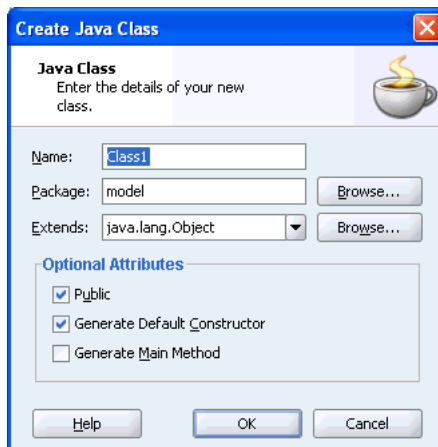 Create Java Class
Java Class
Enter the details of your new
class.
Name: Class1
Package: model Browse...
Extends: java.lang.Object Browse...
Optional Attributes
Public
Generate Default Constructor
Generate Main Method
Help OK Cancel